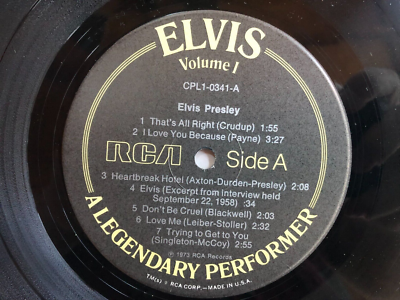 ELVIS
Volume I
CPL1-0341-A
Elvis Presley
1 That's All Right (Crudup) 1:55
2 I Love You Because (Payne) 3:27
RCA Side A
3 Heartbreak Hotel (Axton-Durden-Presley) 2:08
4 Elvis (Excerpt from Interview held
September 22, 1958) :34
5 Don't Be Cruel (Blackwell)
6 Love Me (Leiber-Stoller) 2:03
7 Trying to Get to You
(Singleton-McCoy) 2:55
℗ 1973 RCA Records
A LEGENDARY PERFORMER
TM(s) ® RCA CORP.—MADE IN U.S.A.